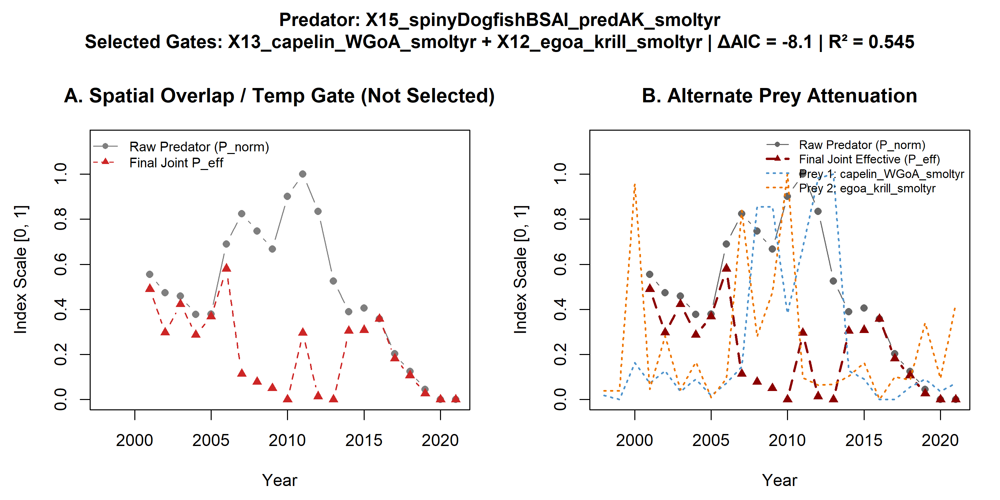 Predator: X15_spinyDogfishBSAI_predAK_smoltyr
Selected Gates: X13_capelin_WGoA_smoltyr + X12_egoa_krill_smoltyr | ΔAIC = -8.1 | R² = 0.545
A. Spatial Overlap / Temp Gate (Not Selected)
Raw Predator (P_norm)
Final Joint P_eff
Index Scale [0, 1]
1.0
0.8
0.6
0.4
0.2
0.0
2000 2005 2010 2015 2020
Year
B. Alternate Prey Attenuation
Raw Predator (P_norm)
Final Joint Effective (P_eff)
Prey 1: capelin_WGoA_smoltyr
Prey 2: egoa_krill_smoltyr
Index Scale [0, 1]
1.0
0.8
0.6
0.4
0.2
0.0
2000 2005 2010 2015 2020
Year